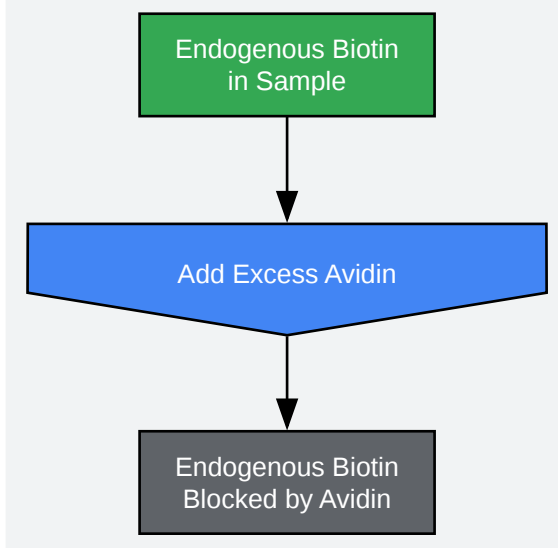 Endogenous Biotin
in Sample
Add Excess Avidin
Endogenous Biotin
Blocked by Avidin